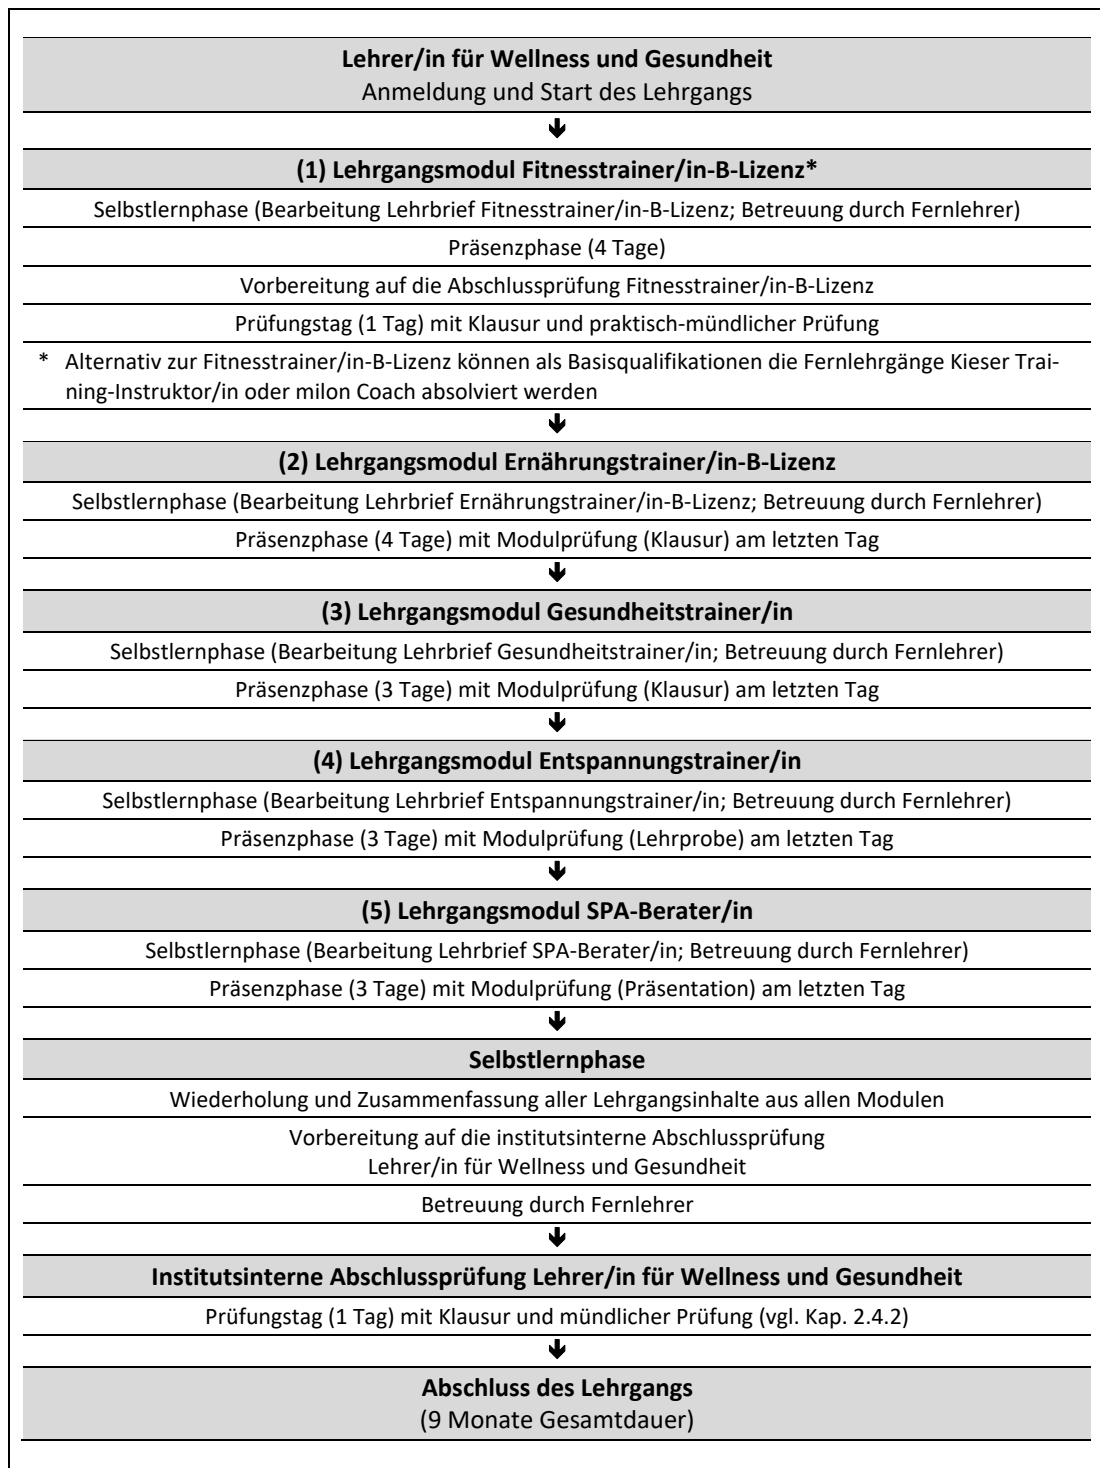 Lehrer/in für Wellness und Gesundheit
Anmeldung und Start des Lehrgangs
(1) Lehrgangsmodul Fitnesstrainer/in-B-Lizenz*
Selbstlernphase (Bearbeitung Lehrbrief Fitnesstrainer/in-B-Lizenz; Betreuung durch Fernlehrer)
Präsenzphase (4 Tage)
Vorbereitung auf die Abschlussprüfung Fitnesstrainer/in-B-Lizenz
Prüfungstag (1 Tag) mit Klausur und praktisch-mündlicher Prüfung
* Alternativ zur Fitnesstrainer/in-B-Lizenz können als Basisqualifikationen die Fernlehrgänge Kieser Trai-
ning-Instruktor/in oder milon Coach absolviert werden
(2) Lehrgangsmodul Ernährungstrainer/in-B-Lizenz
Selbstlernphase (Bearbeitung Lehrbrief Ernährungstrainer/in-B-Lizenz; Betreuung durch Fernlehrer)
Präsenzphase (4 Tage) mit Modulprüfung (Klausur) am letzten Tag
(3) Lehrgangsmodul Gesundheitstrainer/in
Selbstlernphase (Bearbeitung Lehrbrief Gesundheitstrainer/in; Betreuung durch Fernlehrer)
Präsenzphase (3 Tage) mit Modulprüfung (Klausur) am letzten Tag
(4) Lehrgangsmodul Entspannungstrainer/in
Selbstlernphase (Bearbeitung Lehrbrief Entspannungstrainer/in; Betreuung durch Fernlehrer)
Präsenzphase (3 Tage) mit Modulprüfung (Lehrprobe) am letzten Tag
(5) Lehrgangsmodul SPA-Berater/in
Selbstlernphase (Bearbeitung Lehrbrief SPA-Berater/in; Betreuung durch Fernlehrer)
Präsenzphase (3 Tage) mit Modulprüfung (Präsentation) am letzten Tag
Selbstlernphase
Wiederholung und Zusammenfassung aller Lehrgangsinhalte aus allen Modulen
Vorbereitung auf die institutsinterne Abschlussprüfung
Lehrer/in für Wellness und Gesundheit
Betreuung durch Fernlehrer
Institutsinterne Abschlussprüfung Lehrer/in für Wellness und Gesundheit
Prüfungstag (1 Tag) mit Klausur und mündlicher Prüfung (vgl. Kap. 2.4.2)
Abschluss des Lehrgangs
(9 Monate Gesamtdauer)